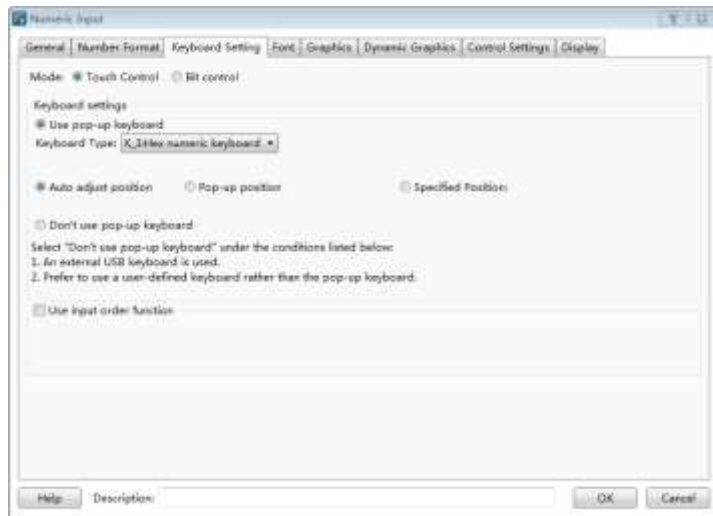 Numeric Input
General Number Format Keyboard Setting Font Graphics Dynamic Graphics Control Settings Display
Mode: Touch Control Bit control
Keyboard settings
Use pop-up keyboard
Keyboard Type: X_3:Hex numeric keyboard
Auto adjust position Pop-up position Specified Position:
Don't use pop-up keyboard
Select "Don't use pop-up keyboard" under the conditions listed below:
1. An external USB keyboard is used.
2. Prefer to use a user-defined keyboard rather than the pop-up keyboard.
Use input order function
Help Description: OK Cancel